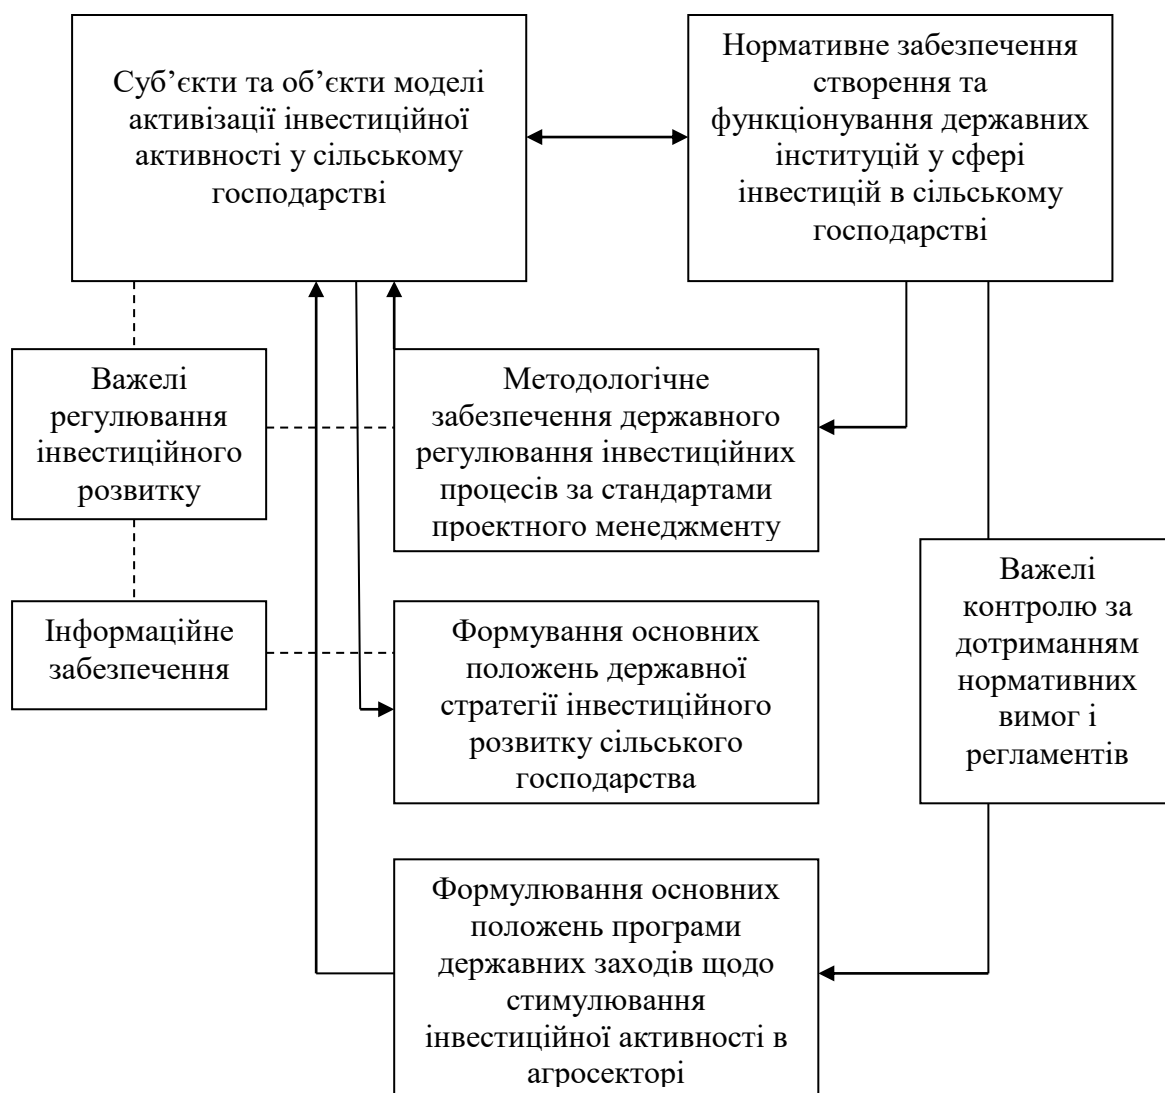 Суб’єкти та об’єкти моделі
активізації інвестиційної
активності у сільському
господарстві
Нормативне забезпечення
створення та
функціонування державних
інституцій у сфері
інвестицій в сільському
господарстві
Важелі
регулювання
інвестиційного
розвитку
Методологічне
забезпечення державного
регулювання інвестиційних
процесів за стандартами
проектного менеджменту
Важелі
контролю за
дотриманням
нормативних
вимог і
регламентів
Інформаційне
забезпечення
Формування основних
положень державної
стратегії інвестиційного
розвитку сільського
господарства
Формулювання основних
положень програми
державних заходів щодо
стимулювання
інвестиційної активності в
агросекторі